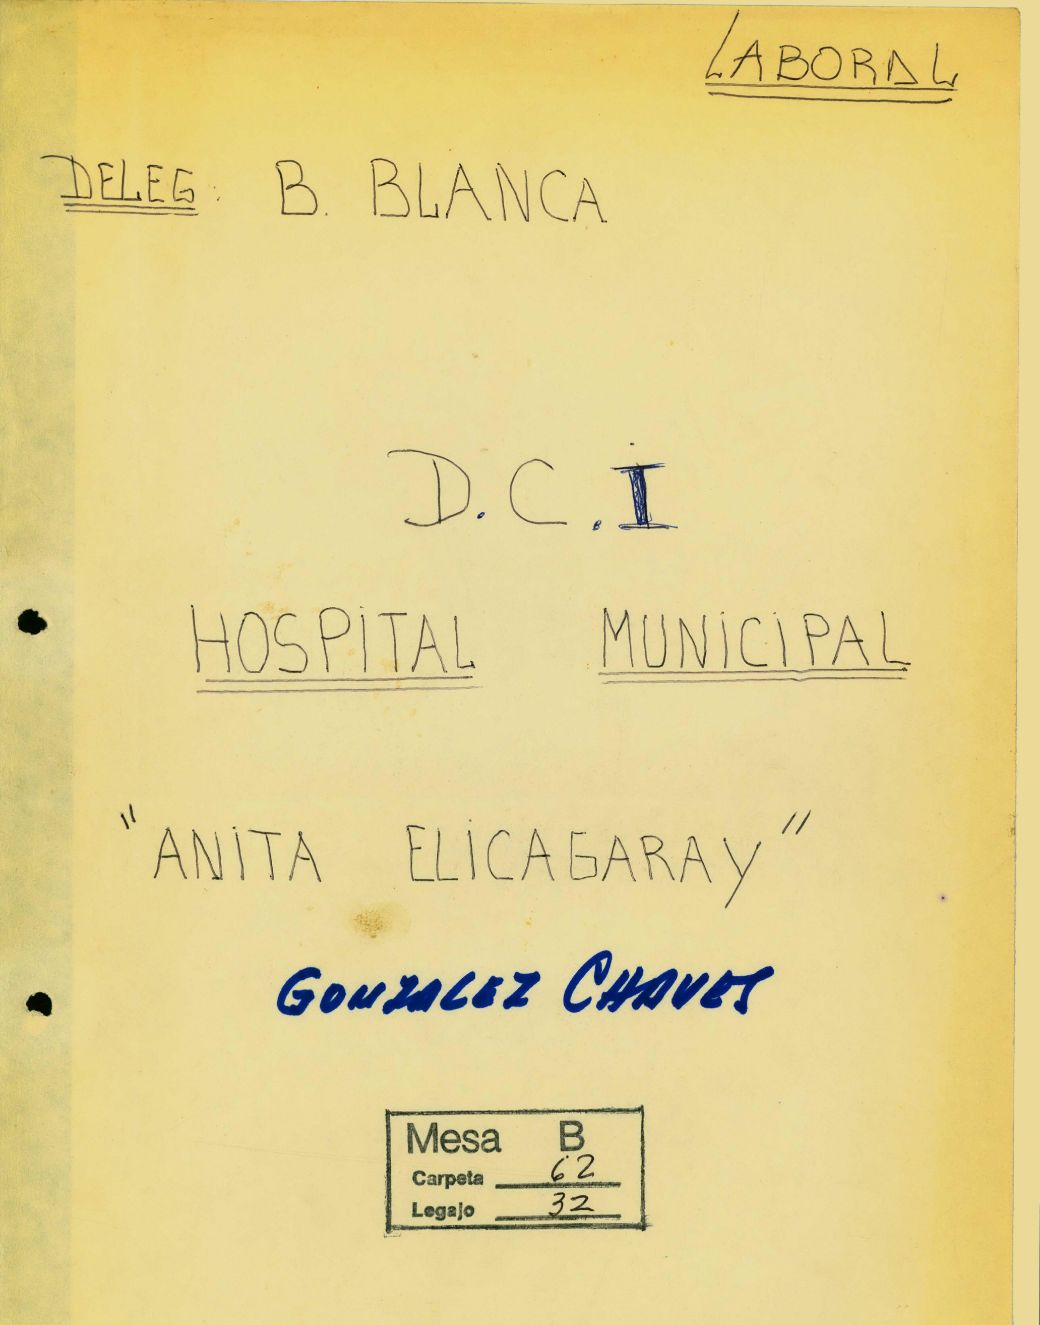 LABORAL
DELEG: B. BLANCA
D.C.I
HOSPITAL MUNICIPAL
"ANITA ELICAGARAY"
GONZALEZ CHAVES
Mesa B
Carpeta 62
Legajo 32